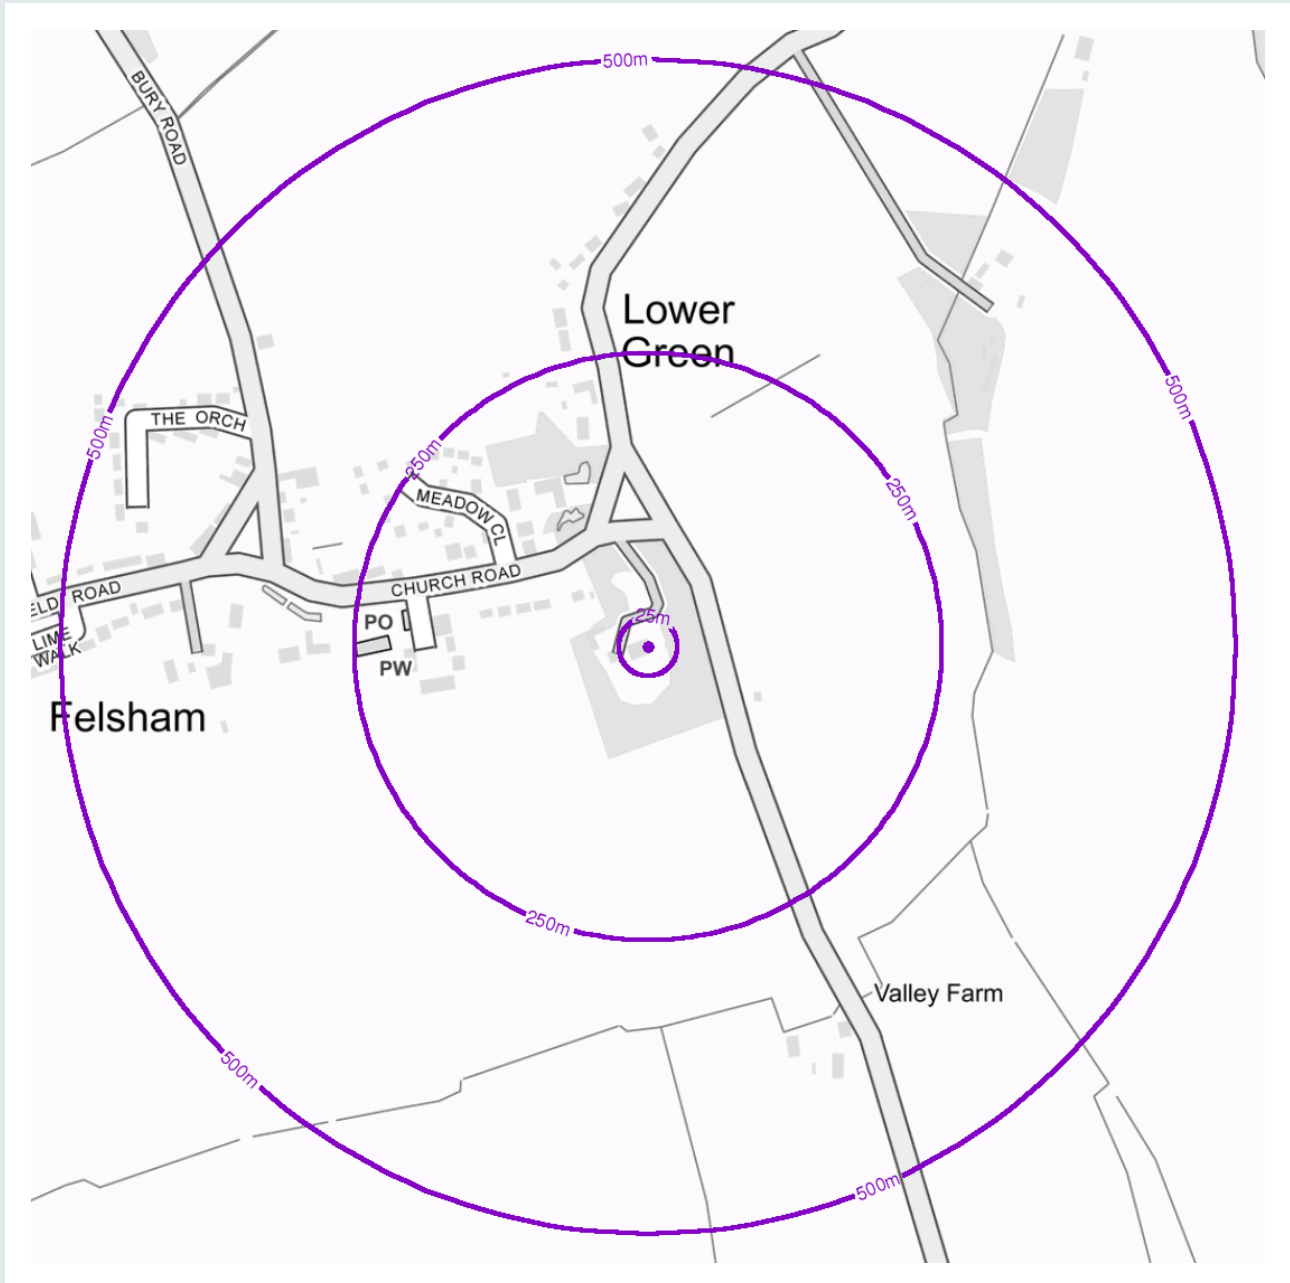 500m
BURY ROAD
Lower
Green
500m
THE ORCH
500m
250m
250m
MEADOW CL
CHURCH ROAD
ELD ROAD
LIME
WALK
PO
PW
25m
Felsham
250m
Valley Farm
500m
500m